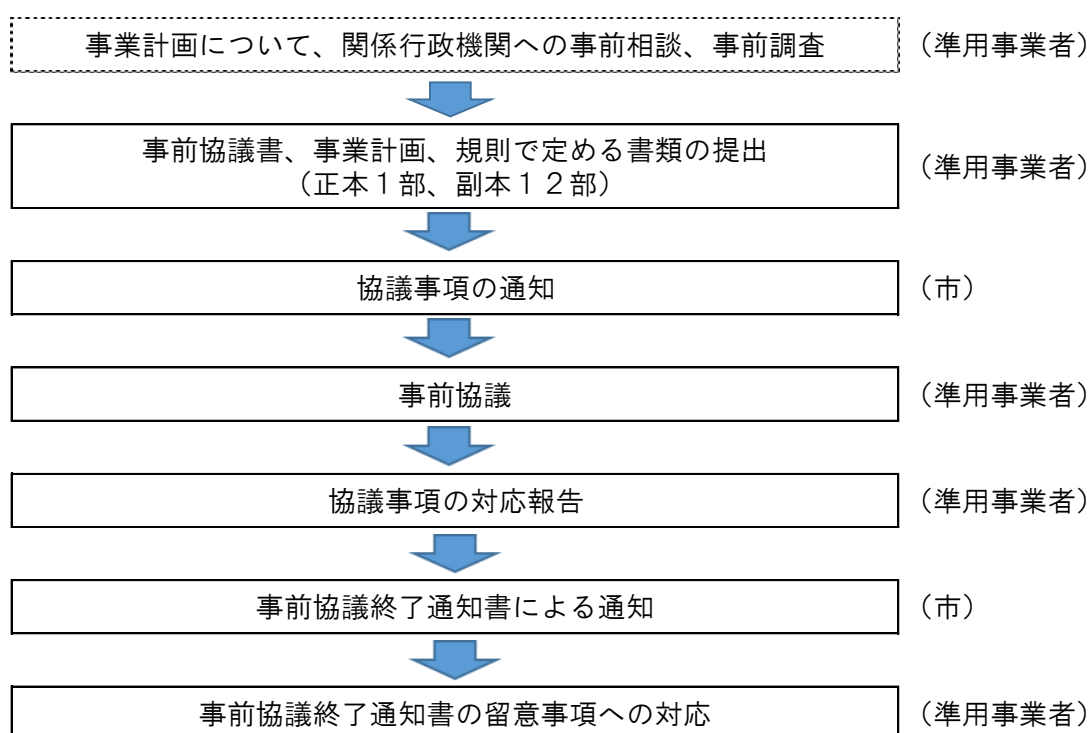 事業計画について、関係行政機関への事前相談、事前調査 （準用事業者）
事前協議書、事業計画、規則で定める書類の提出
（正本１部、副本１２部） （準用事業者）
協議事項の通知 （市）
事前協議 （準用事業者）
協議事項の対応報告 （準用事業者）
事前協議終了通知書による通知 （市）
事前協議終了通知書の留意事項への対応 （準用事業者）